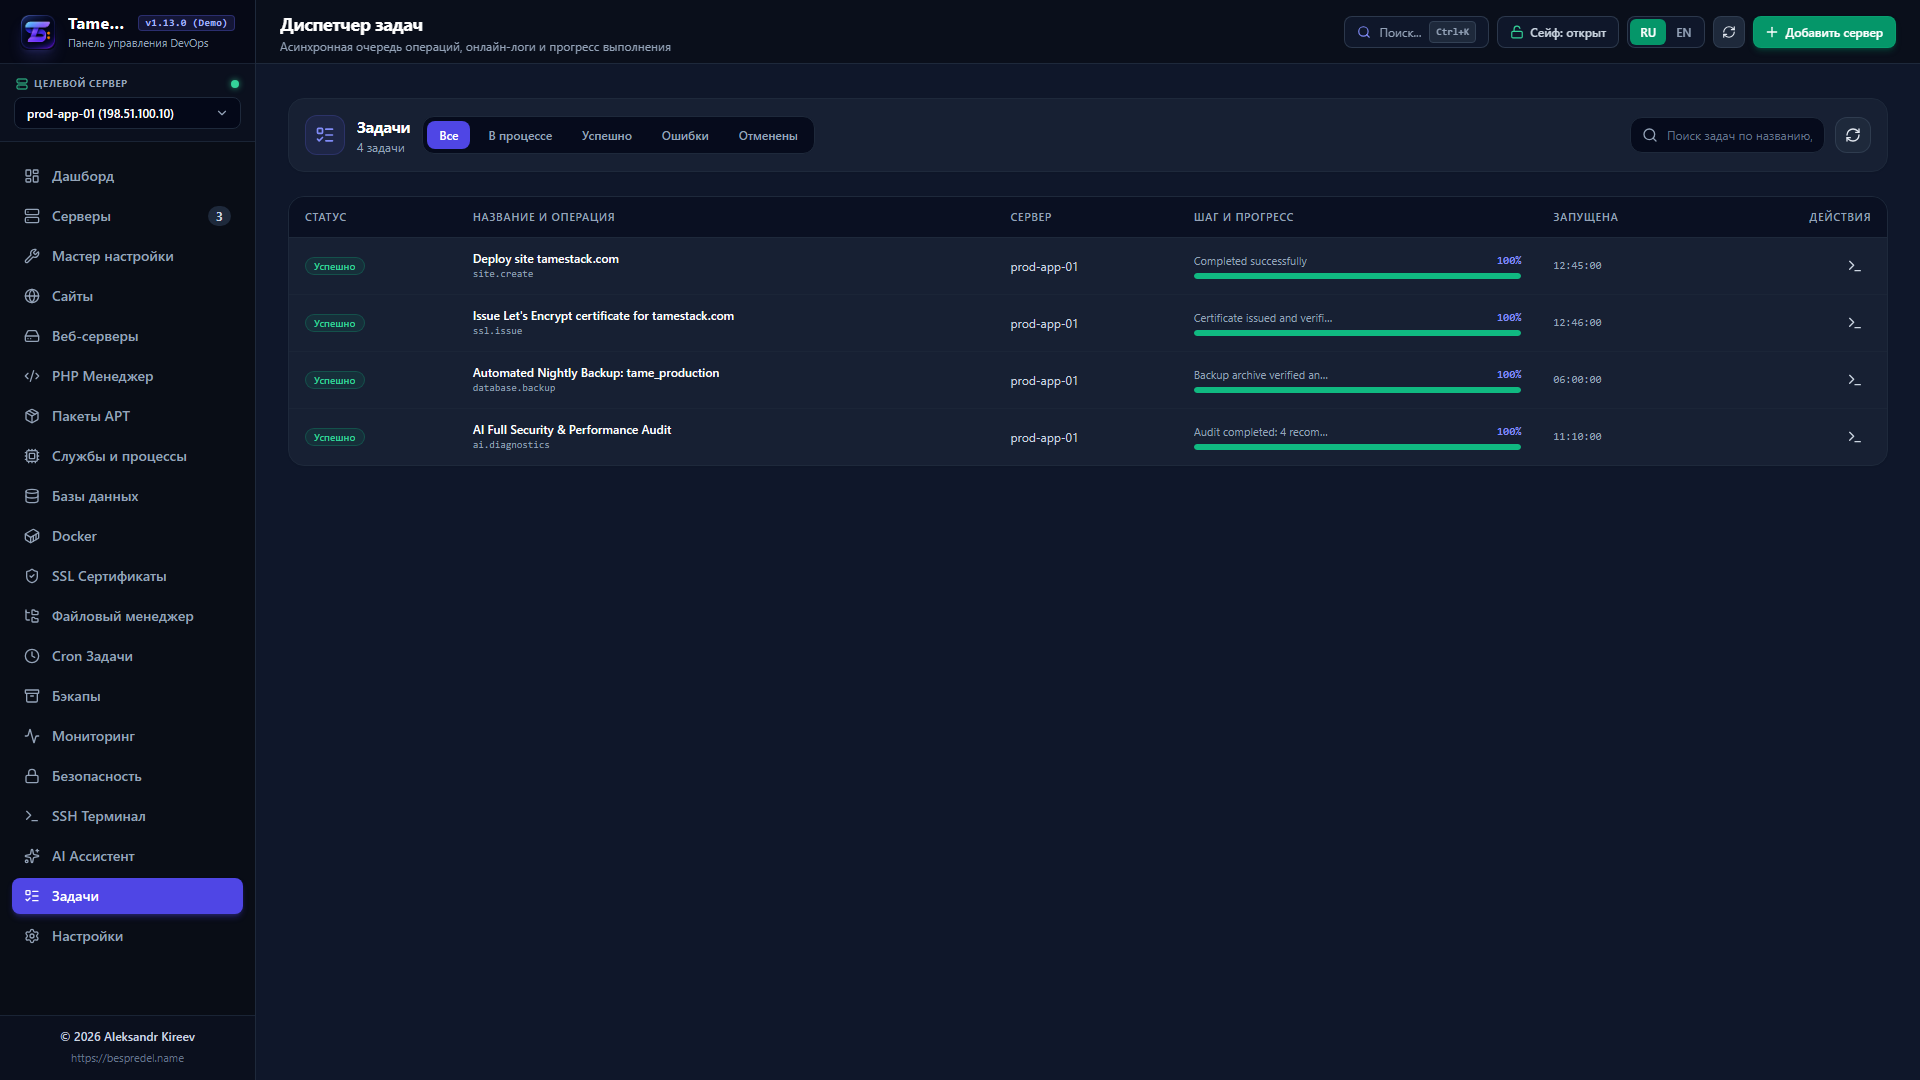 Tame...
v1.13.0 (Demo)
Панель управления DevOps
ЦЕЛЕВОЙ СЕРВЕР
prod-app-01 (198.51.100.10)
Дашборд
Серверы
3
Мастер настройки
Сайты
Веб-серверы
PHP Менеджер
Пакеты APT
Службы и процессы
Базы данных
Docker
SSL Сертификаты
Файловый менеджер
Cron Задачи
Бэкапы
Мониторинг
Безопасность
SSH Терминал
AI Ассистент
Задачи
Настройки
© 2026 Aleksandr Kireev
https://bespredel.name
Диспетчер задач
Асинхронная очередь операций, онлайн-логи и прогресс выполнения
Поиск...
Ctrl+K
Сейф: открыт
RU
EN
Добавить сервер
Задачи
4 задачи
Все
В процессе
Успешно
Ошибки
Отменены
Поиск задач по названию,
СТАТУС
НАЗВАНИЕ И ОПЕРАЦИЯ
СЕРВЕР
ШАГ И ПРОГРЕСС
ЗАПУЩЕНА
ДЕЙСТВИЯ
Успешно
Deploy site tamestack.com
site.create
prod-app-01
Completed successfully
100%
12:45:00
Успешно
Issue Let's Encrypt certificate for tamestack.com
ssl.issue
prod-app-01
Certificate issued and verifi...
100%
12:46:00
Успешно
Automated Nightly Backup: tame_production
database.backup
prod-app-01
Backup archive verified an...
100%
06:00:00
Успешно
AI Full Security & Performance Audit
ai.diagnostics
prod-app-01
Audit completed: 4 recom...
100%
11:10:00